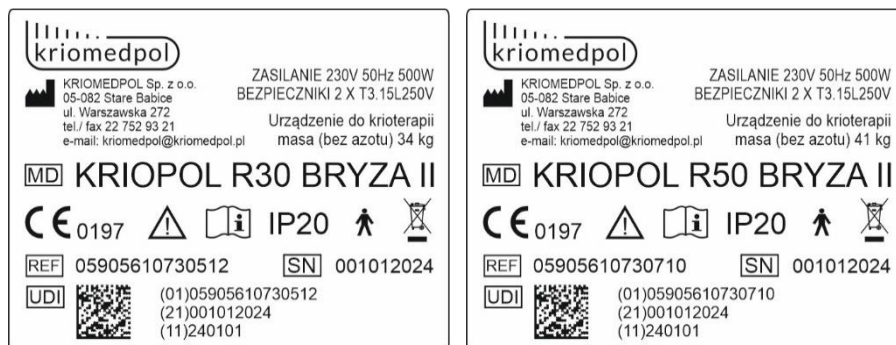 kriomedpol
KRIOMEDPOL Sp. z o.o.
05-082 Stare Babice
ul. Warszawska 272
tel./ fax 22 752 93 21
e-mail: kriomedpol@kriomedpol.pl
ZASILANIE 230V 50Hz 500W
BEZPIECZNIKI 2 X T3.15L250V
Urządzenie do krioterapii
masa (bez azotu) 34 kg
MD KRIOPOL R30 BRYZA II
CE 0197 IP20
REF 05905610730512 SN 001012024
UDI (01)05905610730512
(21)001012024
(11)240101
kriomedpol
KRIOMEDPOL Sp. z o.o.
05-082 Stare Babice
ul. Warszawska 272
tel./ fax 22 752 93 21
e-mail: kriomedpol@kriomedpol.pl
ZASILANIE 230V 50Hz 500W
BEZPIECZNIKI 2 X T3.15L250V
Urządzenie do krioterapii
masa (bez azotu) 41 kg
MD KRIOPOL R50 BRYZA II
CE 0197 IP20
REF 05905610730710 SN 001012024
UDI (01)05905610730710
(21)001012024
(11)240101